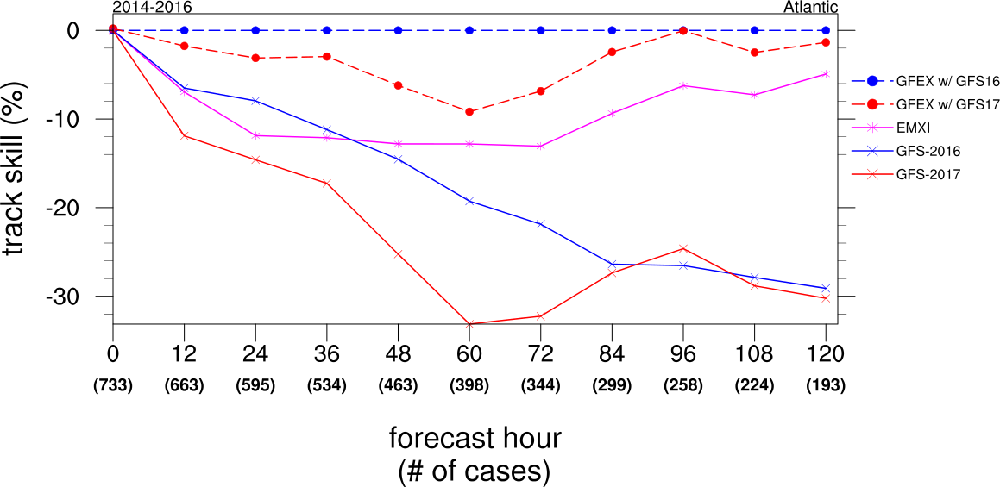 2014-2016 Atlantic
0
-10
-20
-30
track skill (%)
GFEX w/ GFS16
GFEX w/ GFS17
EMXI
GFS-2016
GFS-2017
0 12 24 36 48 60 72 84 96 108 120
(733) (663) (595) (534) (463) (398) (344) (299) (258) (224) (193)
forecast hour
(# of cases)